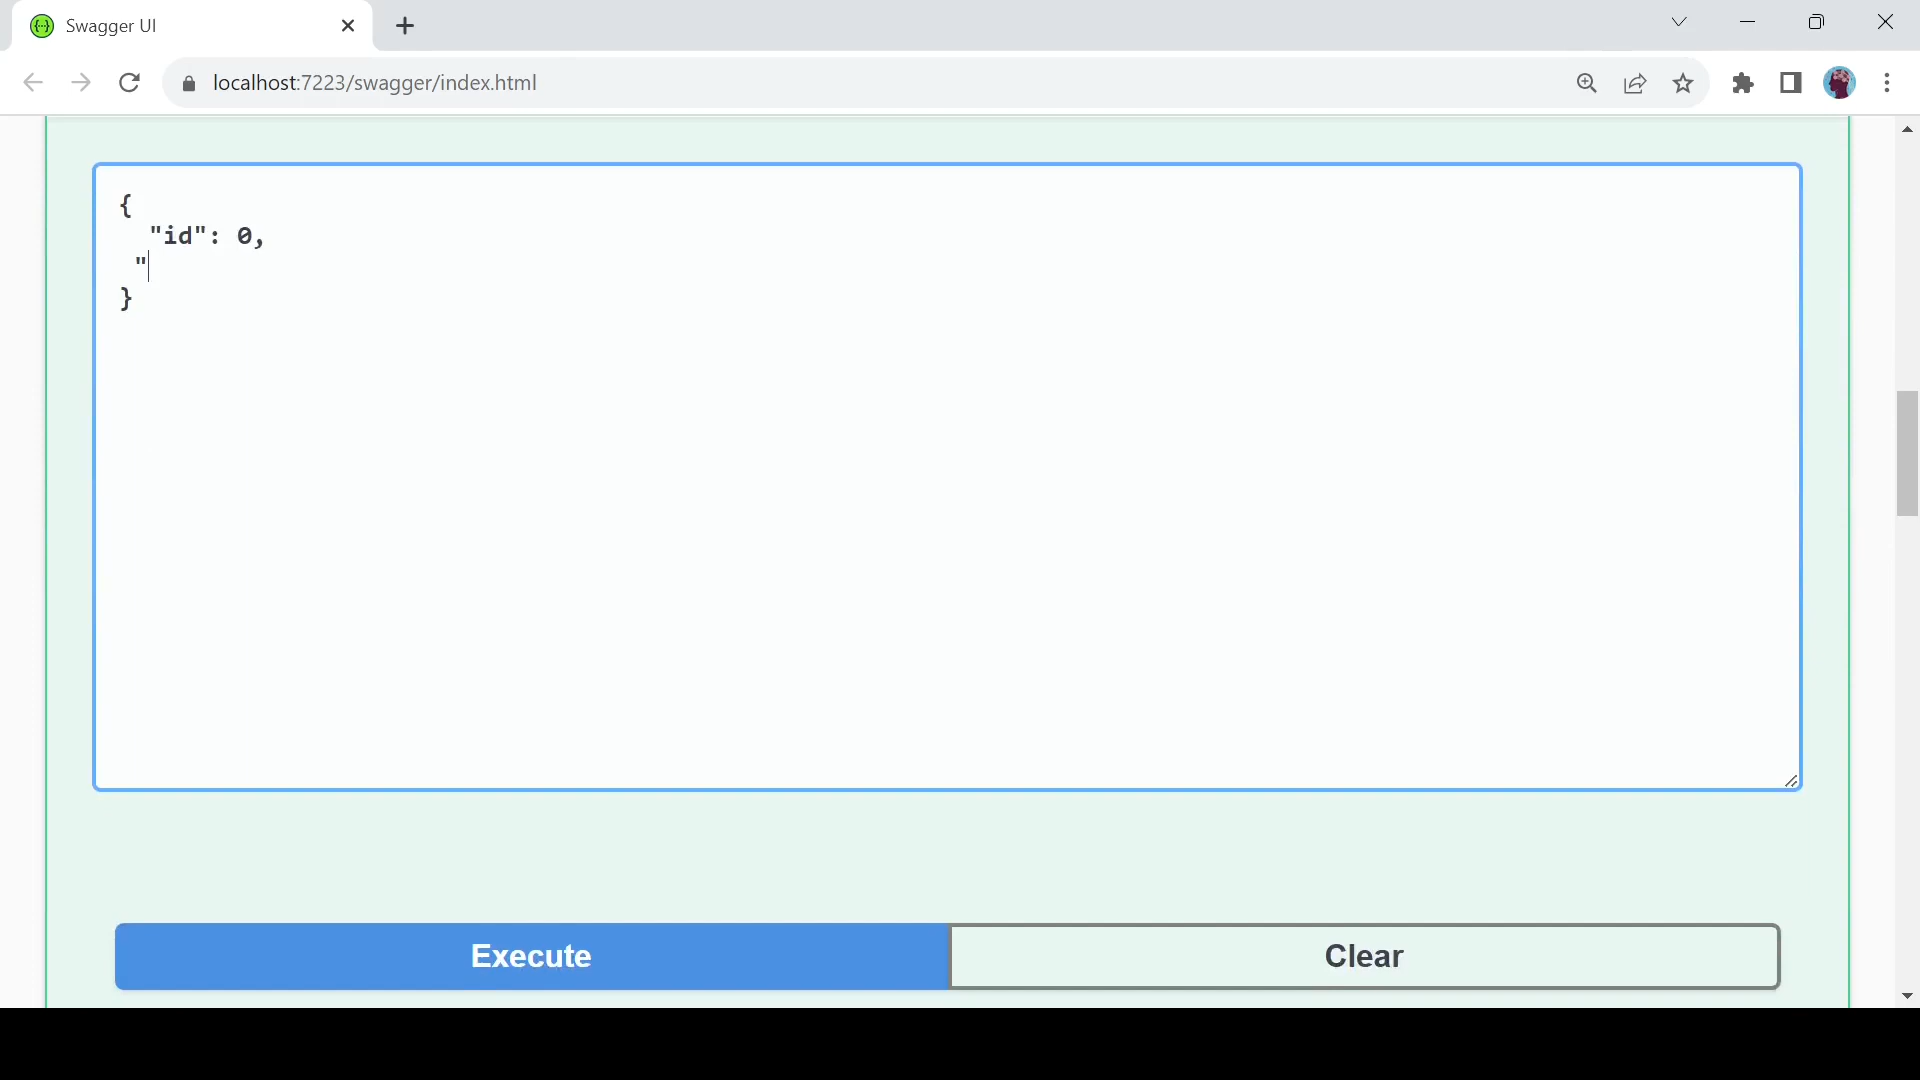 Swagger UI
localhost:7223/swagger/index.html
{
"id": 0,
"
}
Execute
Clear